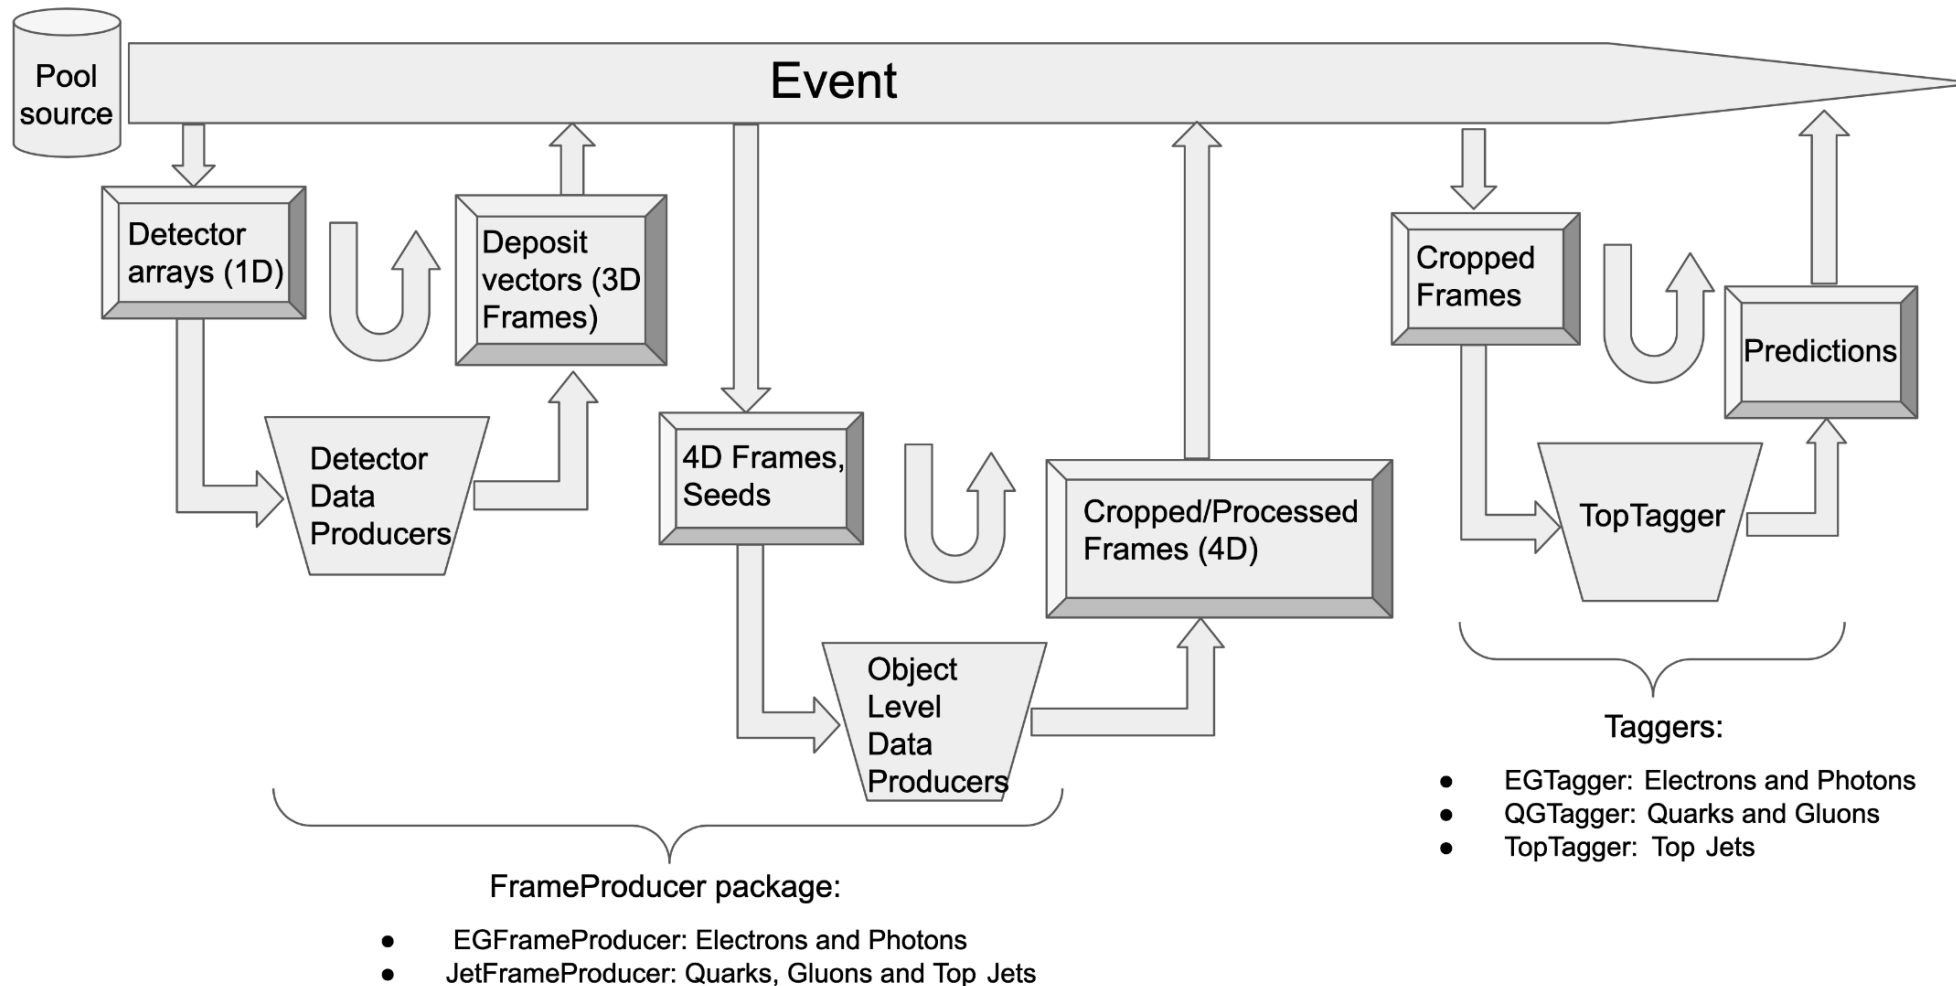 Pool
source
Event
Detector
arrays (1D)
Deposit
vectors (3D
Frames)
Detector
Data
Producers
4D Frames,
Seeds
Cropped/Processed
Frames (4D)
Object
Level
Data
Producers
Cropped
Frames
Predictions
TopTagger
Taggers:
● EGTagger: Electrons and Photons
● QGTagger: Quarks and Gluons
● TopTagger: Top Jets
FrameProducer package:
● EGFrameProducer: Electrons and Photons
● JetFrameProducer: Quarks, Gluons and Top Jets